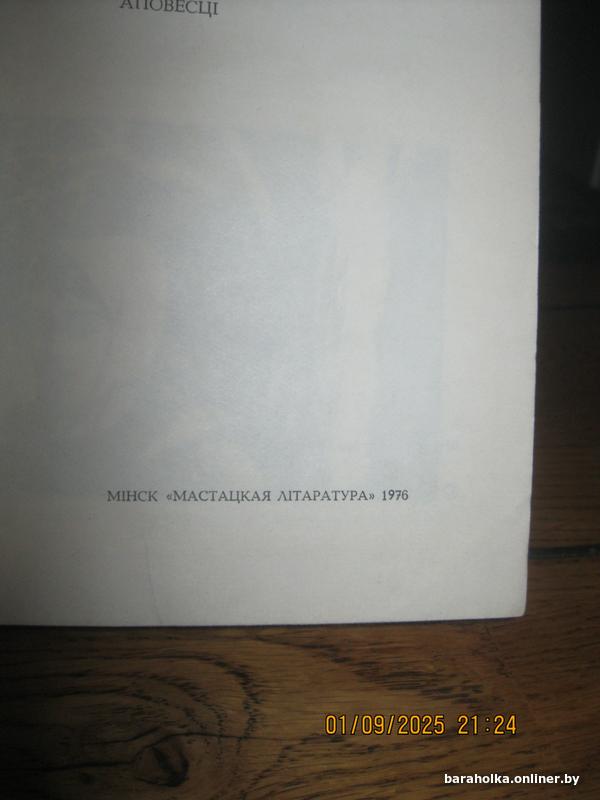 АПОВЕСЦІ
МІНСК «МАСТАЦКАЯ ЛІТАРАТУРА» 1976
01/09/2025 21:24
baraholka.onliner.by